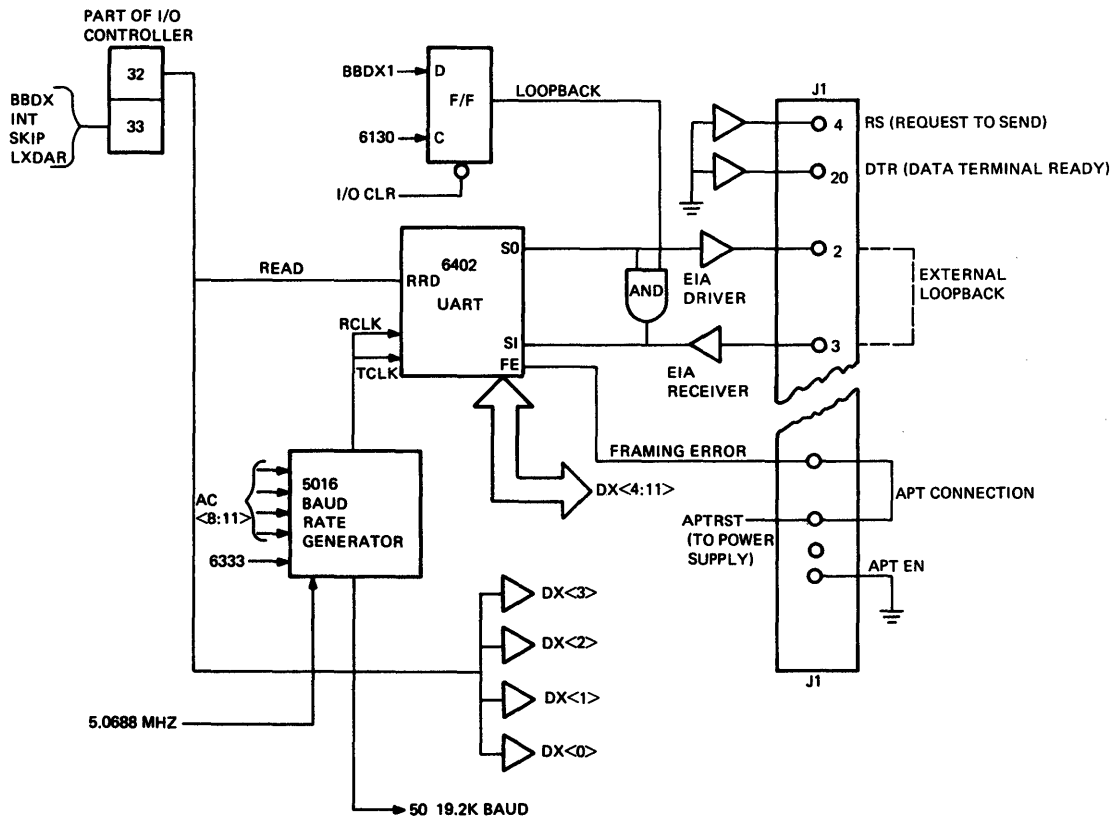 PART OF I/O
CONTROLLER
32
33
BBDX
INT
SKIP
LXDAR
BBDX1
D
F/F
6130
C
I/O CLR
LOOPBACK
J1
4
RS (REQUEST TO SEND)
20
DTR (DATA TERMINAL READY)
READ
RRD
6402
UART
SO
SI
FE
RCLK
TCLK
AND
EIA
DRIVER
2
EXTERNAL
LOOPBACK
3
EIA
RECEIVER
FRAMING ERROR
APT CONNECTION
APTRST
(TO POWER
SUPPLY)
APT EN
J1
DX<4:11>
5016
BAUD
RATE
GENERATOR
AC
<8:11>
6333
DX<3>
DX<2>
DX<1>
DX<0>
5.0688 MHZ
50 19.2K BAUD